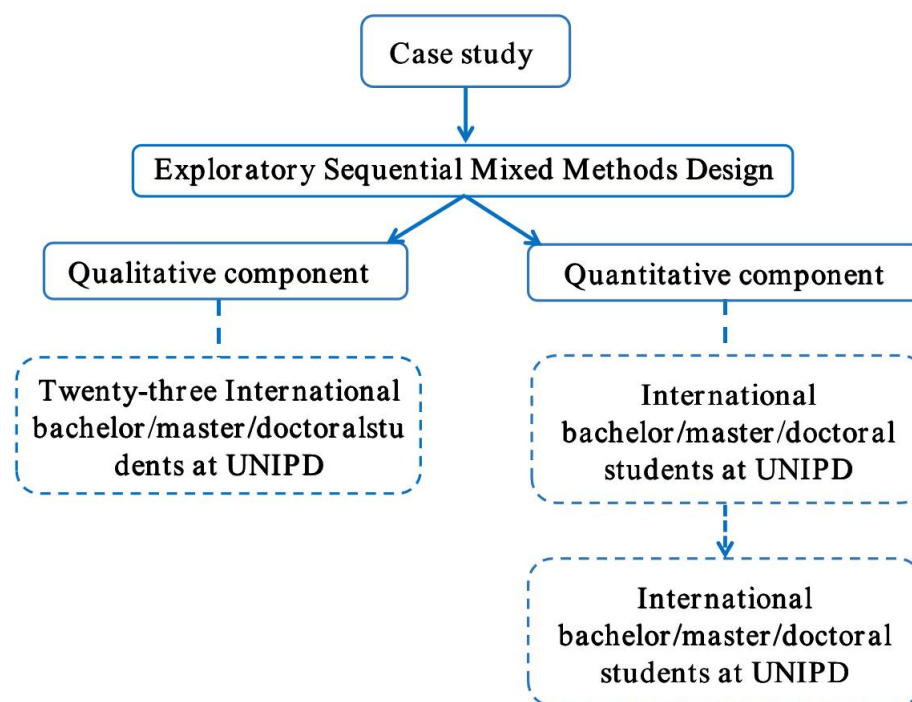 Case study
Exploratory Sequential Mixed Methods Design
Qualitative component
Quantitative component
Twenty-three International
bachelor/master/doctoralstu
dents at UNIPD
International
bachelor/master/doctoral
students at UNIPD
International
bachelor/master/doctoral
students at UNIPD